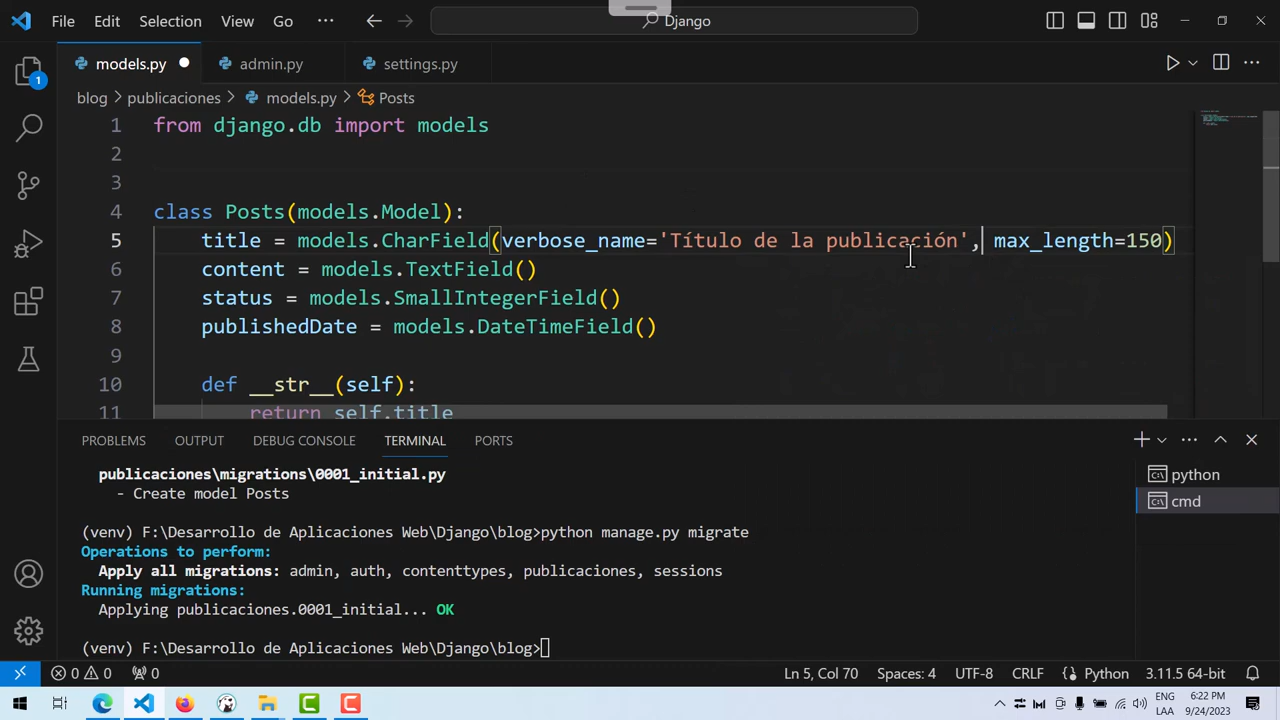 File Edit Selection View Go ··· Django
models.py admin.py settings.py
1
blog > publicaciones > models.py > Posts
1 from django.db import models
2
3
4 class Posts(models.Model):
5 title = models.CharField(verbose_name='Título de la publicación', max_length=150)
6 content = models.TextField()
7 status = models.SmallIntegerField()
8 publishedDate = models.DateTimeField()
9
10 def __str__(self):
11 return self.title
PROBLEMS OUTPUT DEBUG CONSOLE TERMINAL PORTS
publicaciones\migrations\0001_initial.py
- Create model Posts
(venv) F:\Desarrollo de Aplicaciones Web\Django\blog>python manage.py migrate
Operations to perform:
Apply all migrations: admin, auth, contenttypes, publicaciones, sessions
Running migrations:
Applying publicaciones.0001_initial... OK
(venv) F:\Desarrollo de Aplicaciones Web\Django\blog>
python
cmd
0 0 0 Ln 5, Col 70 Spaces: 4 UTF-8 CRLF Python 3.11.5 64-bit
ENG 6:22 PM
LAA 9/24/2023